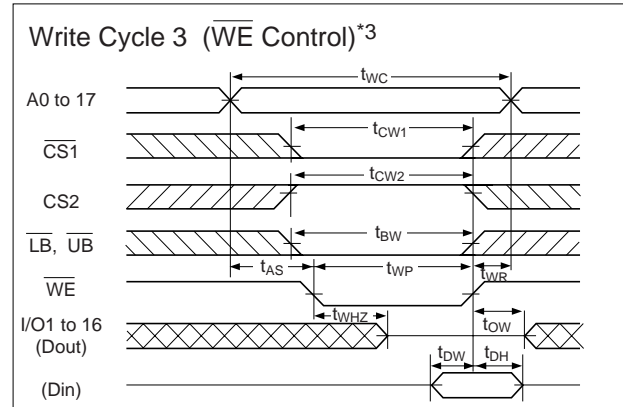 Write Cycle 3 (WE Control)*3
tWC
A0 to 17
tCW1
CS1
tCW2
CS2
tBW
LB, UB
tAS tWP tWR
WE
tWHZ tOW
I/O1 to 16
(Dout)
tDW tDH
(Din)